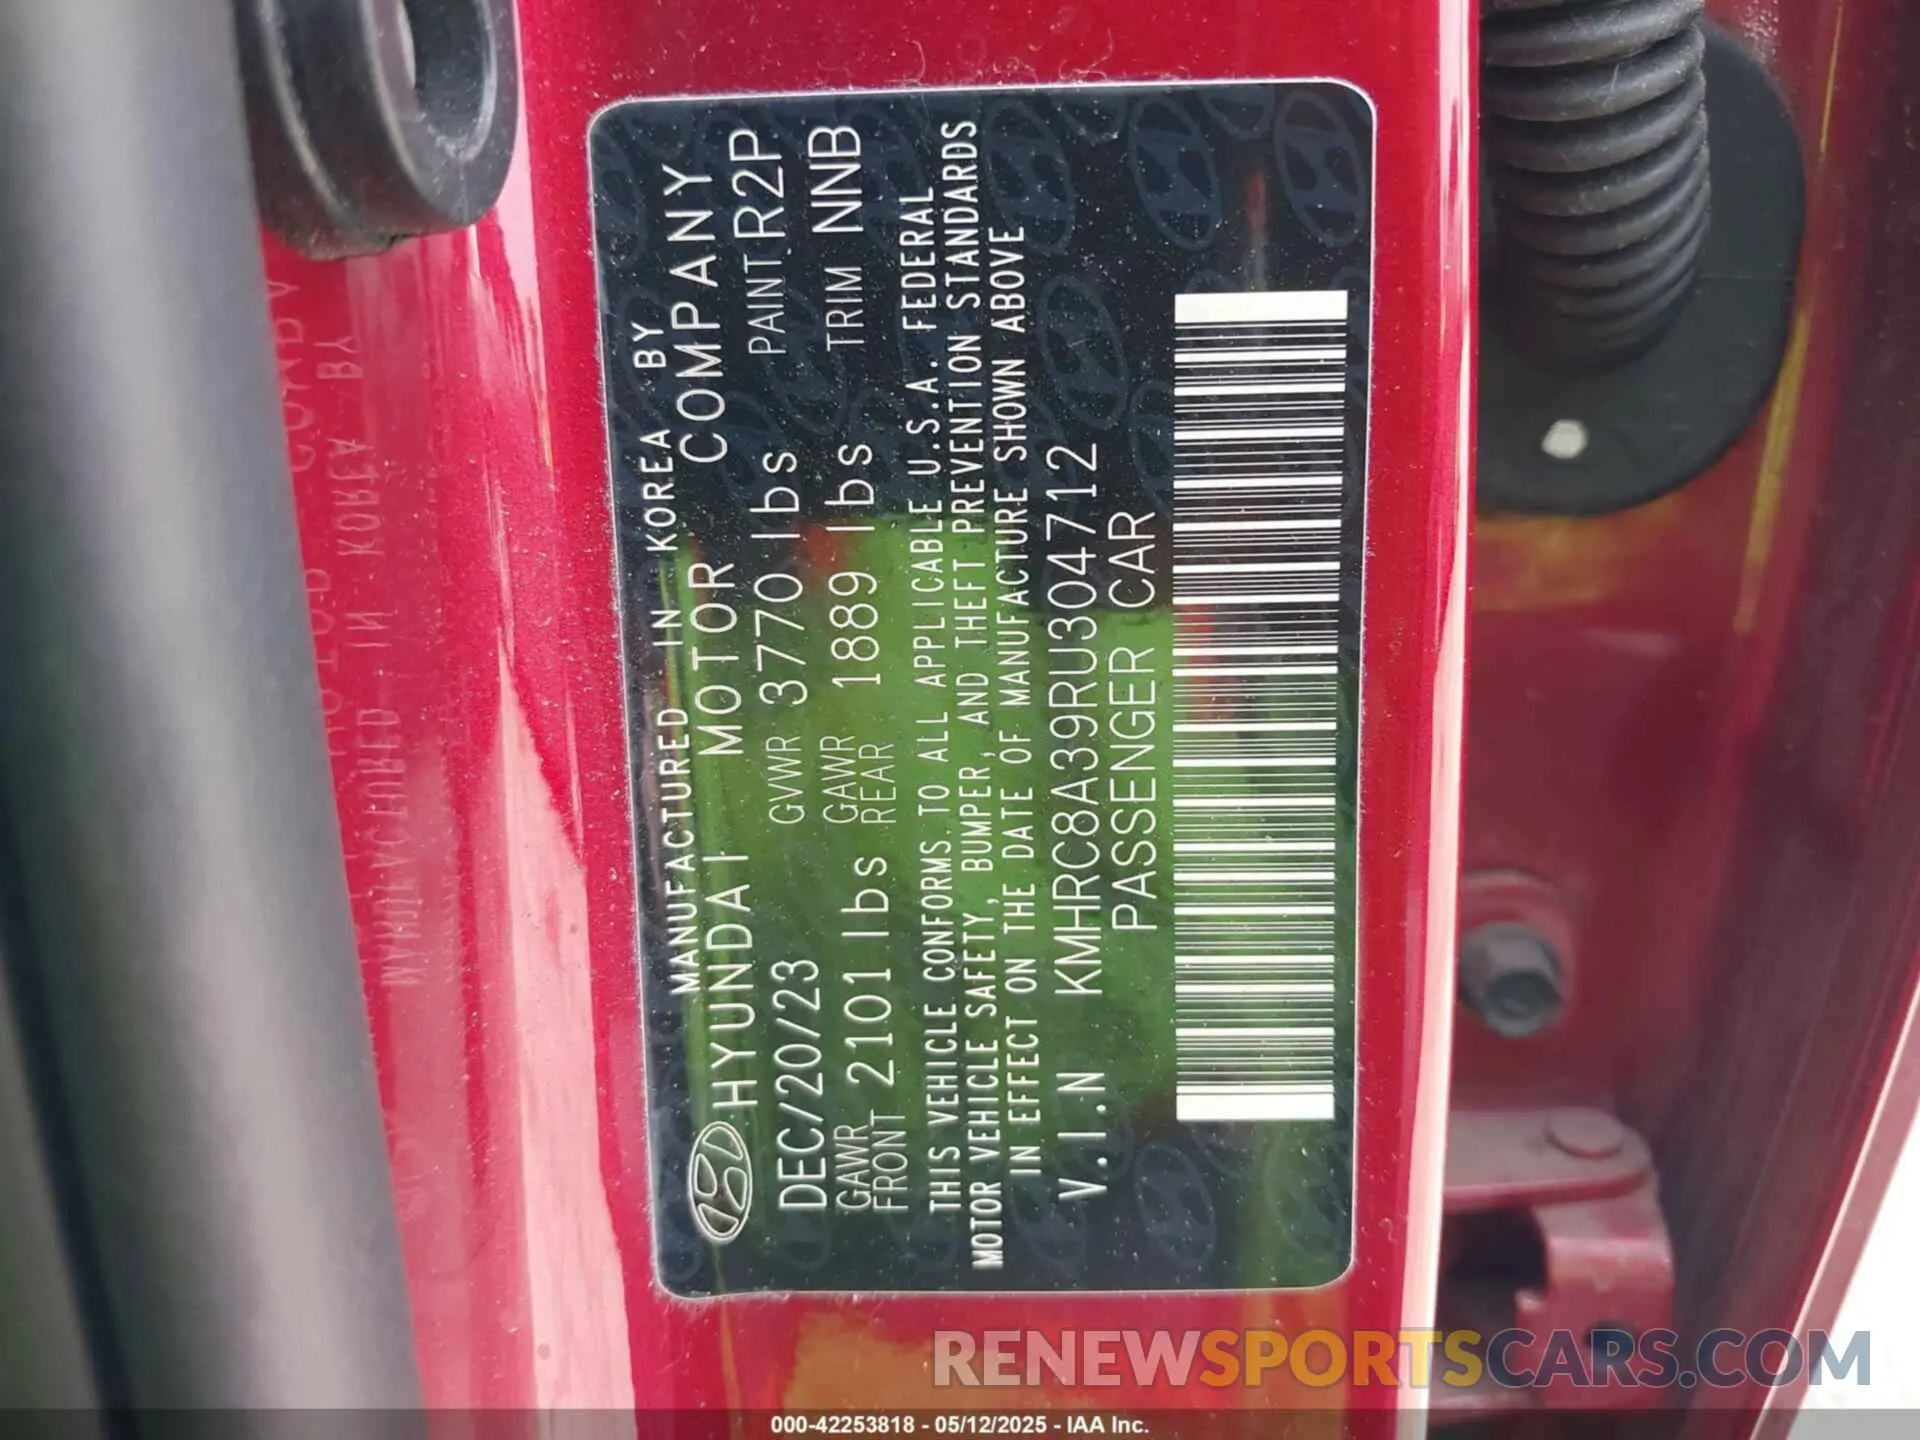 MANUFACTURED IN KOREA BY
HYUNDAI MOTOR COMPANY
DEC/20/23 GVWR 3770 lbs PAINT R2P
GAWR FRONT 2101 lbs GAWR REAR 1889 lbs TRIM NNB
THIS VEHICLE CONFORMS TO ALL APPLICABLE U.S.A. FEDERAL
MOTOR VEHICLE SAFETY, BUMPER, AND THEFT PREVENTION STANDARDS
IN EFFECT ON THE DATE OF MANUFACTURE SHOWN ABOVE
V.I.N KMHRC8A39RU304712
PASSENGER CAR
RENEWSPORTSCARS.COM
000-42253818 - 05/12/2025 - IAA Inc.